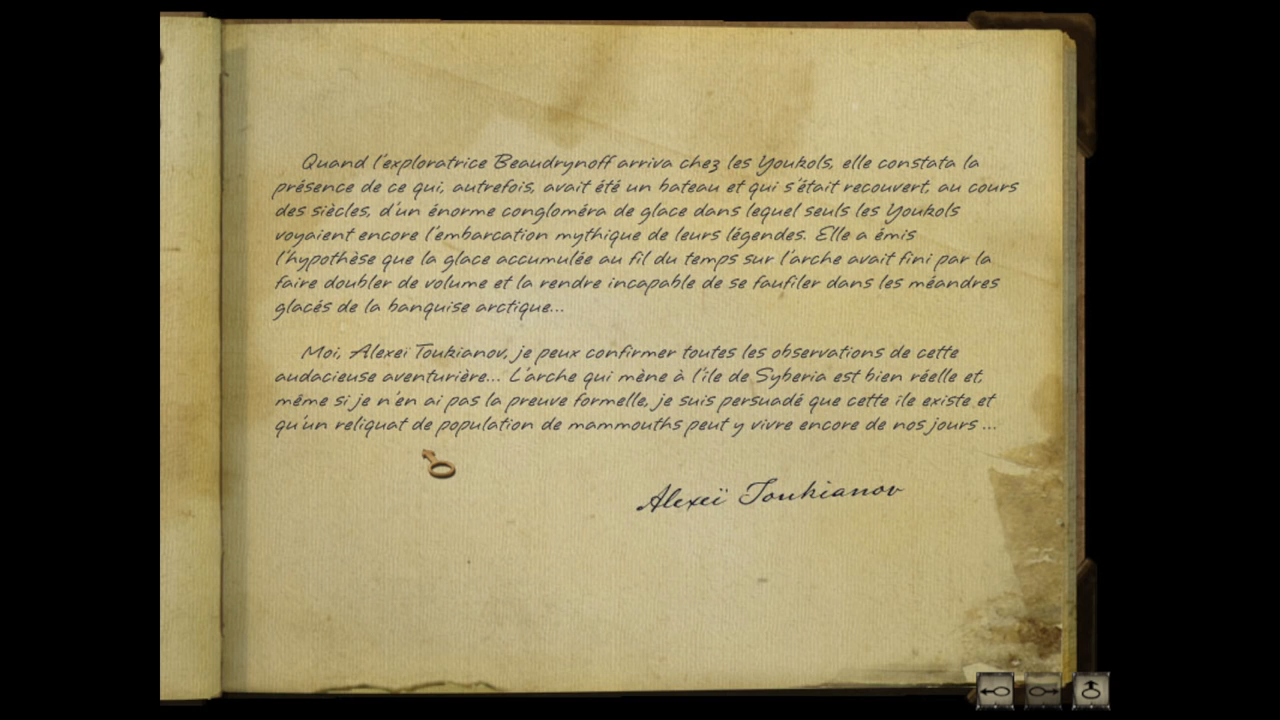 Quand l'exploratrice Beaudrynoff arriva chez les Youkols, elle constata la
présence de ce qui, autrefois, avait été un bateau et qui s'était recouvert, au cours
des siècles, d'un énorme congloméra de glace dans lequel seuls les Youkols
voyaient encore l'embarcation mythique de leurs légendes. Elle a émis
l'hypothèse que la glace accumulée au fil du temps sur l'arche avait fini par la
faire doubler de volume et la rendre incapable de se faufiler dans les méandres
glacés de la banquise arctique...
Moi, Alexeï Toukianov, je peux confirmer toutes les observations de cette
audacieuse aventurière... L'arche qui mène à l'île de Syberia est bien réelle et,
même si je n'en ai pas la preuve formelle, je suis persuadé que cette île existe et
qu'un reliquat de population de mammouths peut y vivre encore de nos jours ...
Alexeï Toukianov